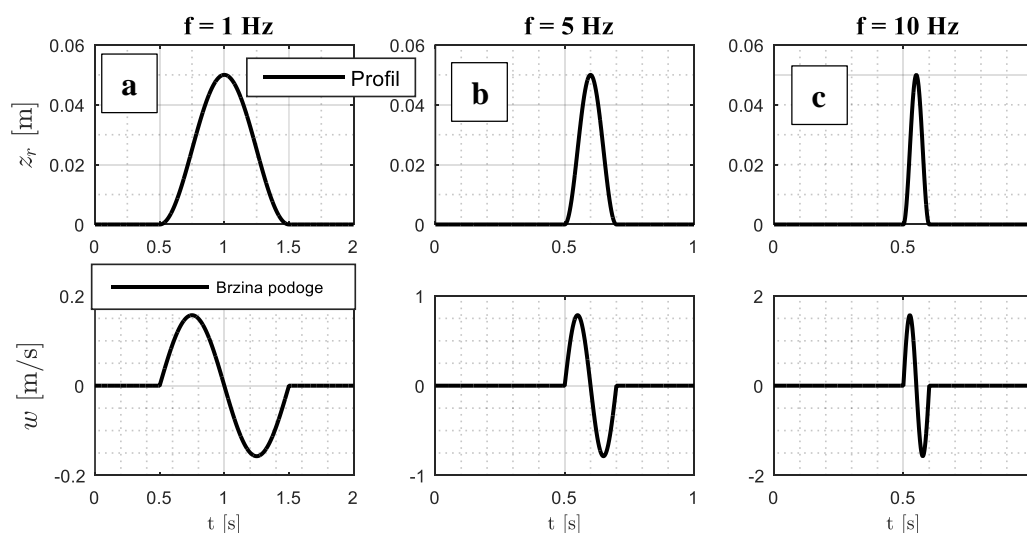 f = 1 Hz
f = 5 Hz
f = 10 Hz
0.06
0.04
0.02
0
z_r [m]
a
Profil
0 0.5 1 1.5 2
0.06
0.04
0.02
0
b
0 0.5 1
0.06
0.04
0.02
0
c
0 0.5
Brzina podoge
0.2
0
-0.2
w [m/s]
0 0.5 1 1.5 2
t [s]
1
0
-1
0 0.5 1
t [s]
2
0
-2
0 0.5
t [s]